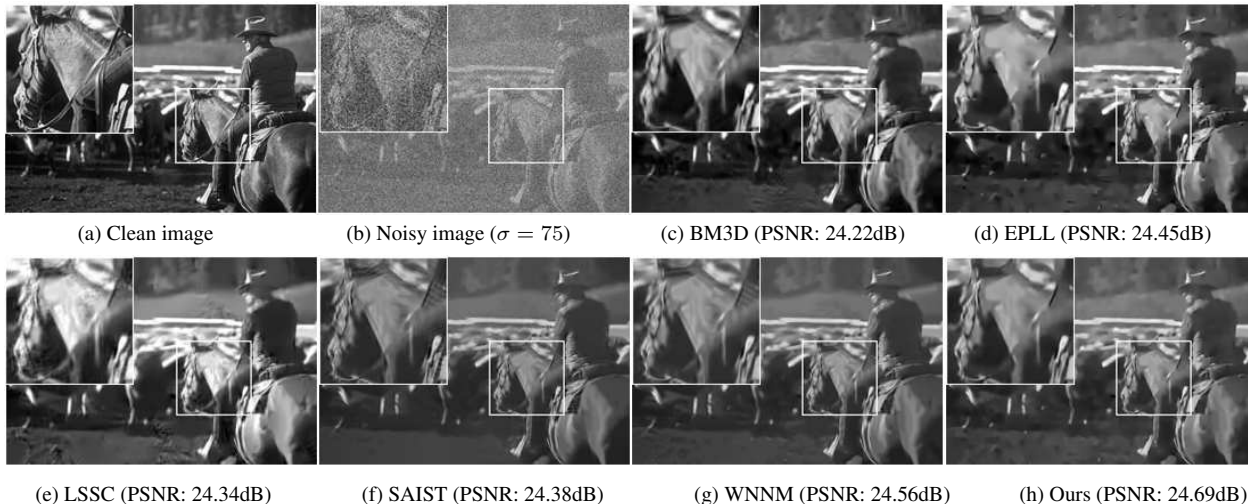 (a) Clean image
(b) Noisy image (σ = 75)
(c) BM3D (PSNR: 24.22dB)
(d) EPLL (PSNR: 24.45dB)
(e) LSSC (PSNR: 24.34dB)
(f) SAIST (PSNR: 24.38dB)
(g) WNNM (PSNR: 24.56dB)
(h) Ours (PSNR: 24.69dB)